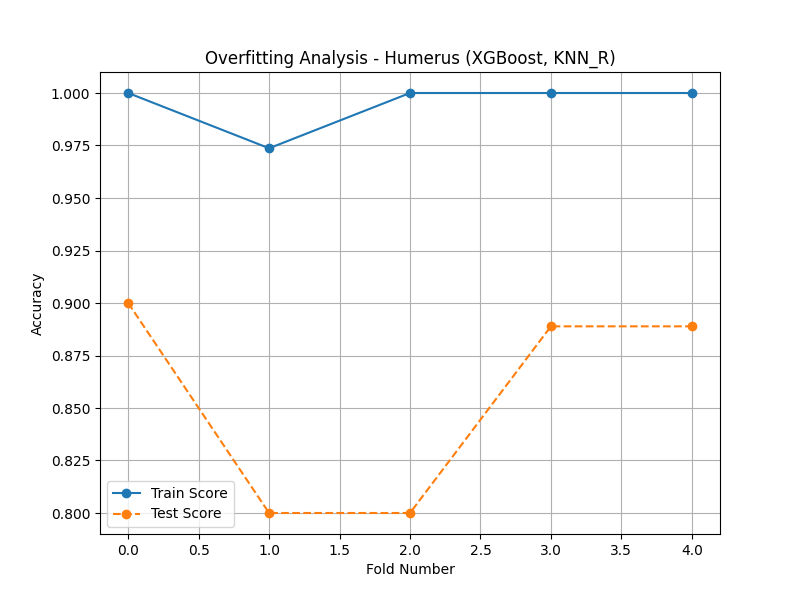 Overfitting Analysis - Humerus (XGBoost, KNN_R)
1.000
0.975
0.950
0.925
0.900
0.875
0.850
0.825
0.800
Accuracy
Train Score
Test Score
0.0 0.5 1.0 1.5 2.0 2.5 3.0 3.5 4.0
Fold Number